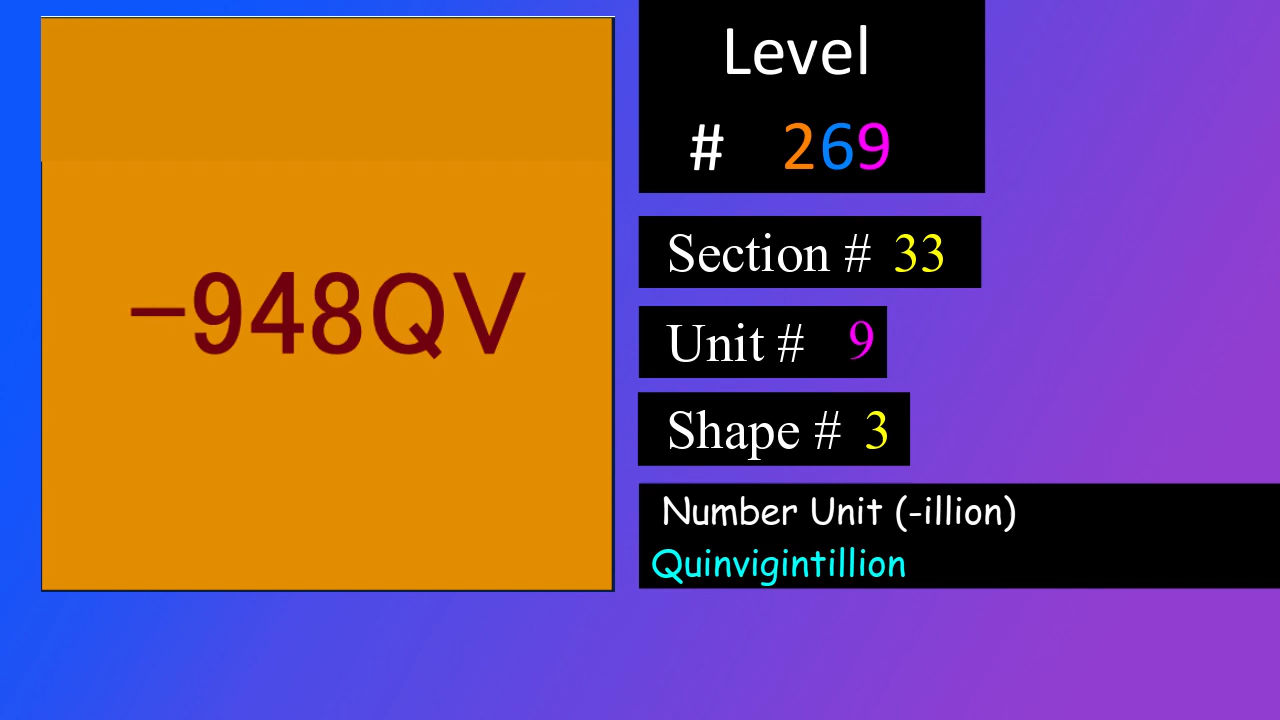 −948QV
Level
# 269
Section # 33
Unit # 9
Shape # 3
Number Unit (-illion)
Quinvigintillion